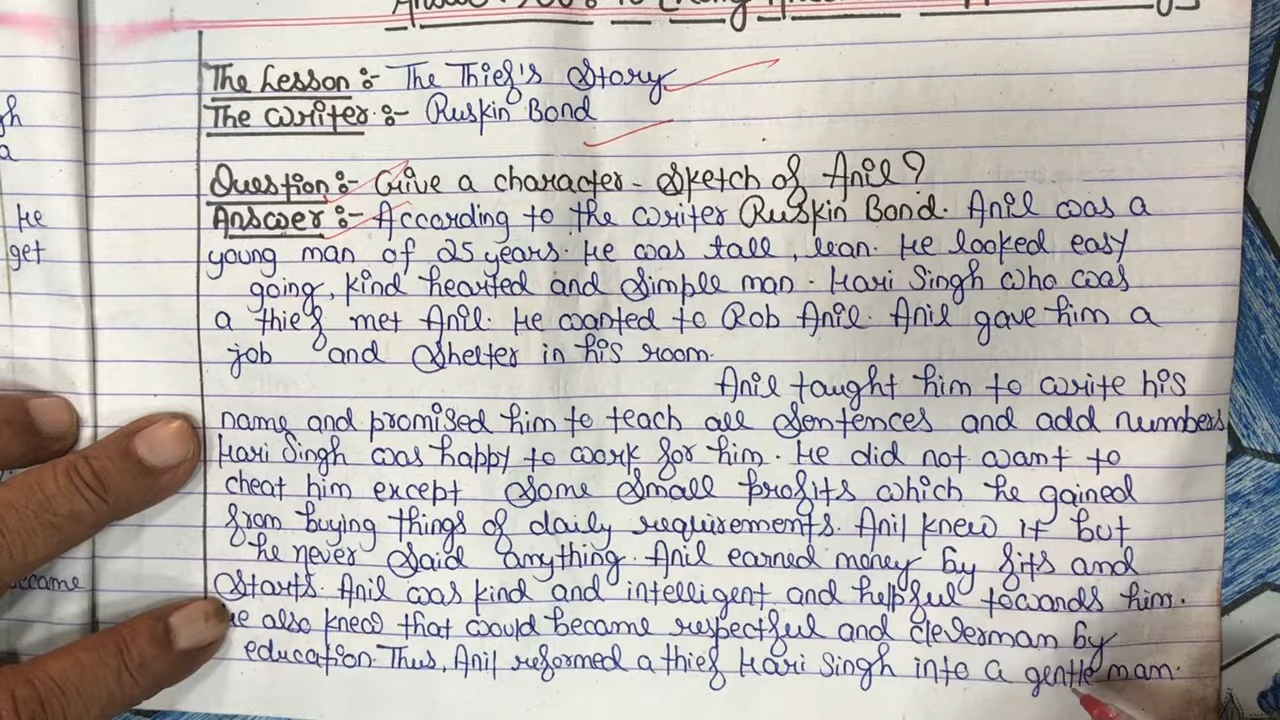 The Lesson :- The Thief's Story
The Writer :- Ruskin Bond
Question :- Give a character - Sketch of Anil?
Answer :- According to the writer Ruskin Bond. Anil was a
young man of 25 years. He was tall, lean. He looked easy
going, kind hearted and simple man. Hari Singh who was
a thief met Anil. He wanted to Rob Anil. Anil gave him a
job and Shelter in his room.
Anil taught him to write his
name and promised him to teach all Sentences and add numbers
Hari Singh was happy to work for him. He did not want to
cheat him except Some Small profits which he gained
from buying things of daily requirements. Anil knew it but
he never Said anything. Anil earned money by fits and
Starts. Anil was kind and intelligent and helpful towards him.
He also knew that would became respectful and cleverman by
education. Thus, Anil reformed a thief Hari Singh into a gentle man.
gh
a
He
get
became